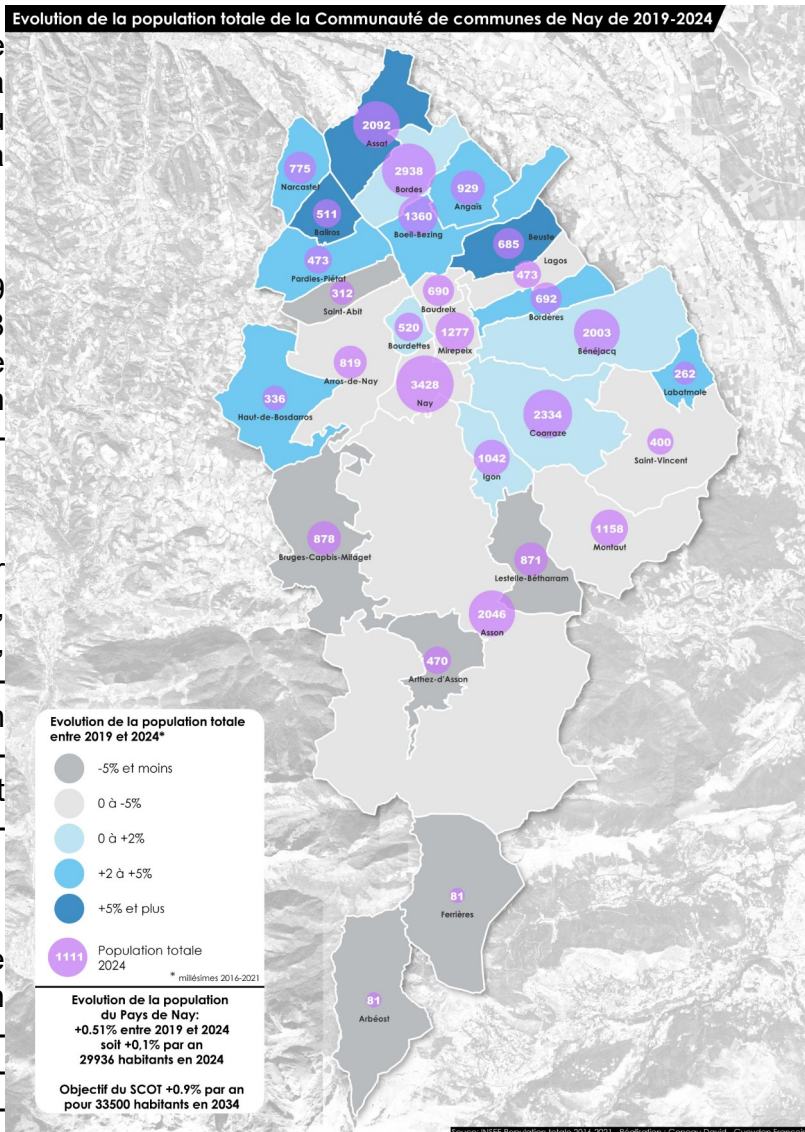 Evolution de la population totale de la Communauté de communes de Nay de 2019-2024
2092
Assat
775
Narcastet
2938
Bordes
929
Angaïs
511
Baliros
1360
Boeil-Bezing
685
Beuste
473
Pardies-Piétat
Lagos
473
312
Saint-Abit
690
Baudreix
692
Bordères
520
Bourdettes
1277
Mirepeix
2003
Bénéjacq
819
Arros-de-Nay
262
Labatmale
3428
Nay
336
Haut-de-Bosdarros
2334
Coarraze
400
Saint-Vincent
1042
Igon
1158
Montaut
878
Bruges-Capbis-Mifaget
871
Lestelle-Bétharram
2046
Asson
470
Arthez-d'Asson
81
Ferrières
81
Arbéost
Evolution de la population totale
entre 2019 et 2024*
-5% et moins
0 à -5%
0 à +2%
+2 à +5%
+5% et plus
1111
Population totale
2024
* millésimes 2016-2021
Evolution de la population
du Pays de Nay:
+0.51% entre 2019 et 2024
soit +0,1% par an
29936 habitants en 2024
Objectif du SCOT +0.9% par an
pour 33500 habitants en 2034
INSEE Population totale 2016-2021 - Réalisation :